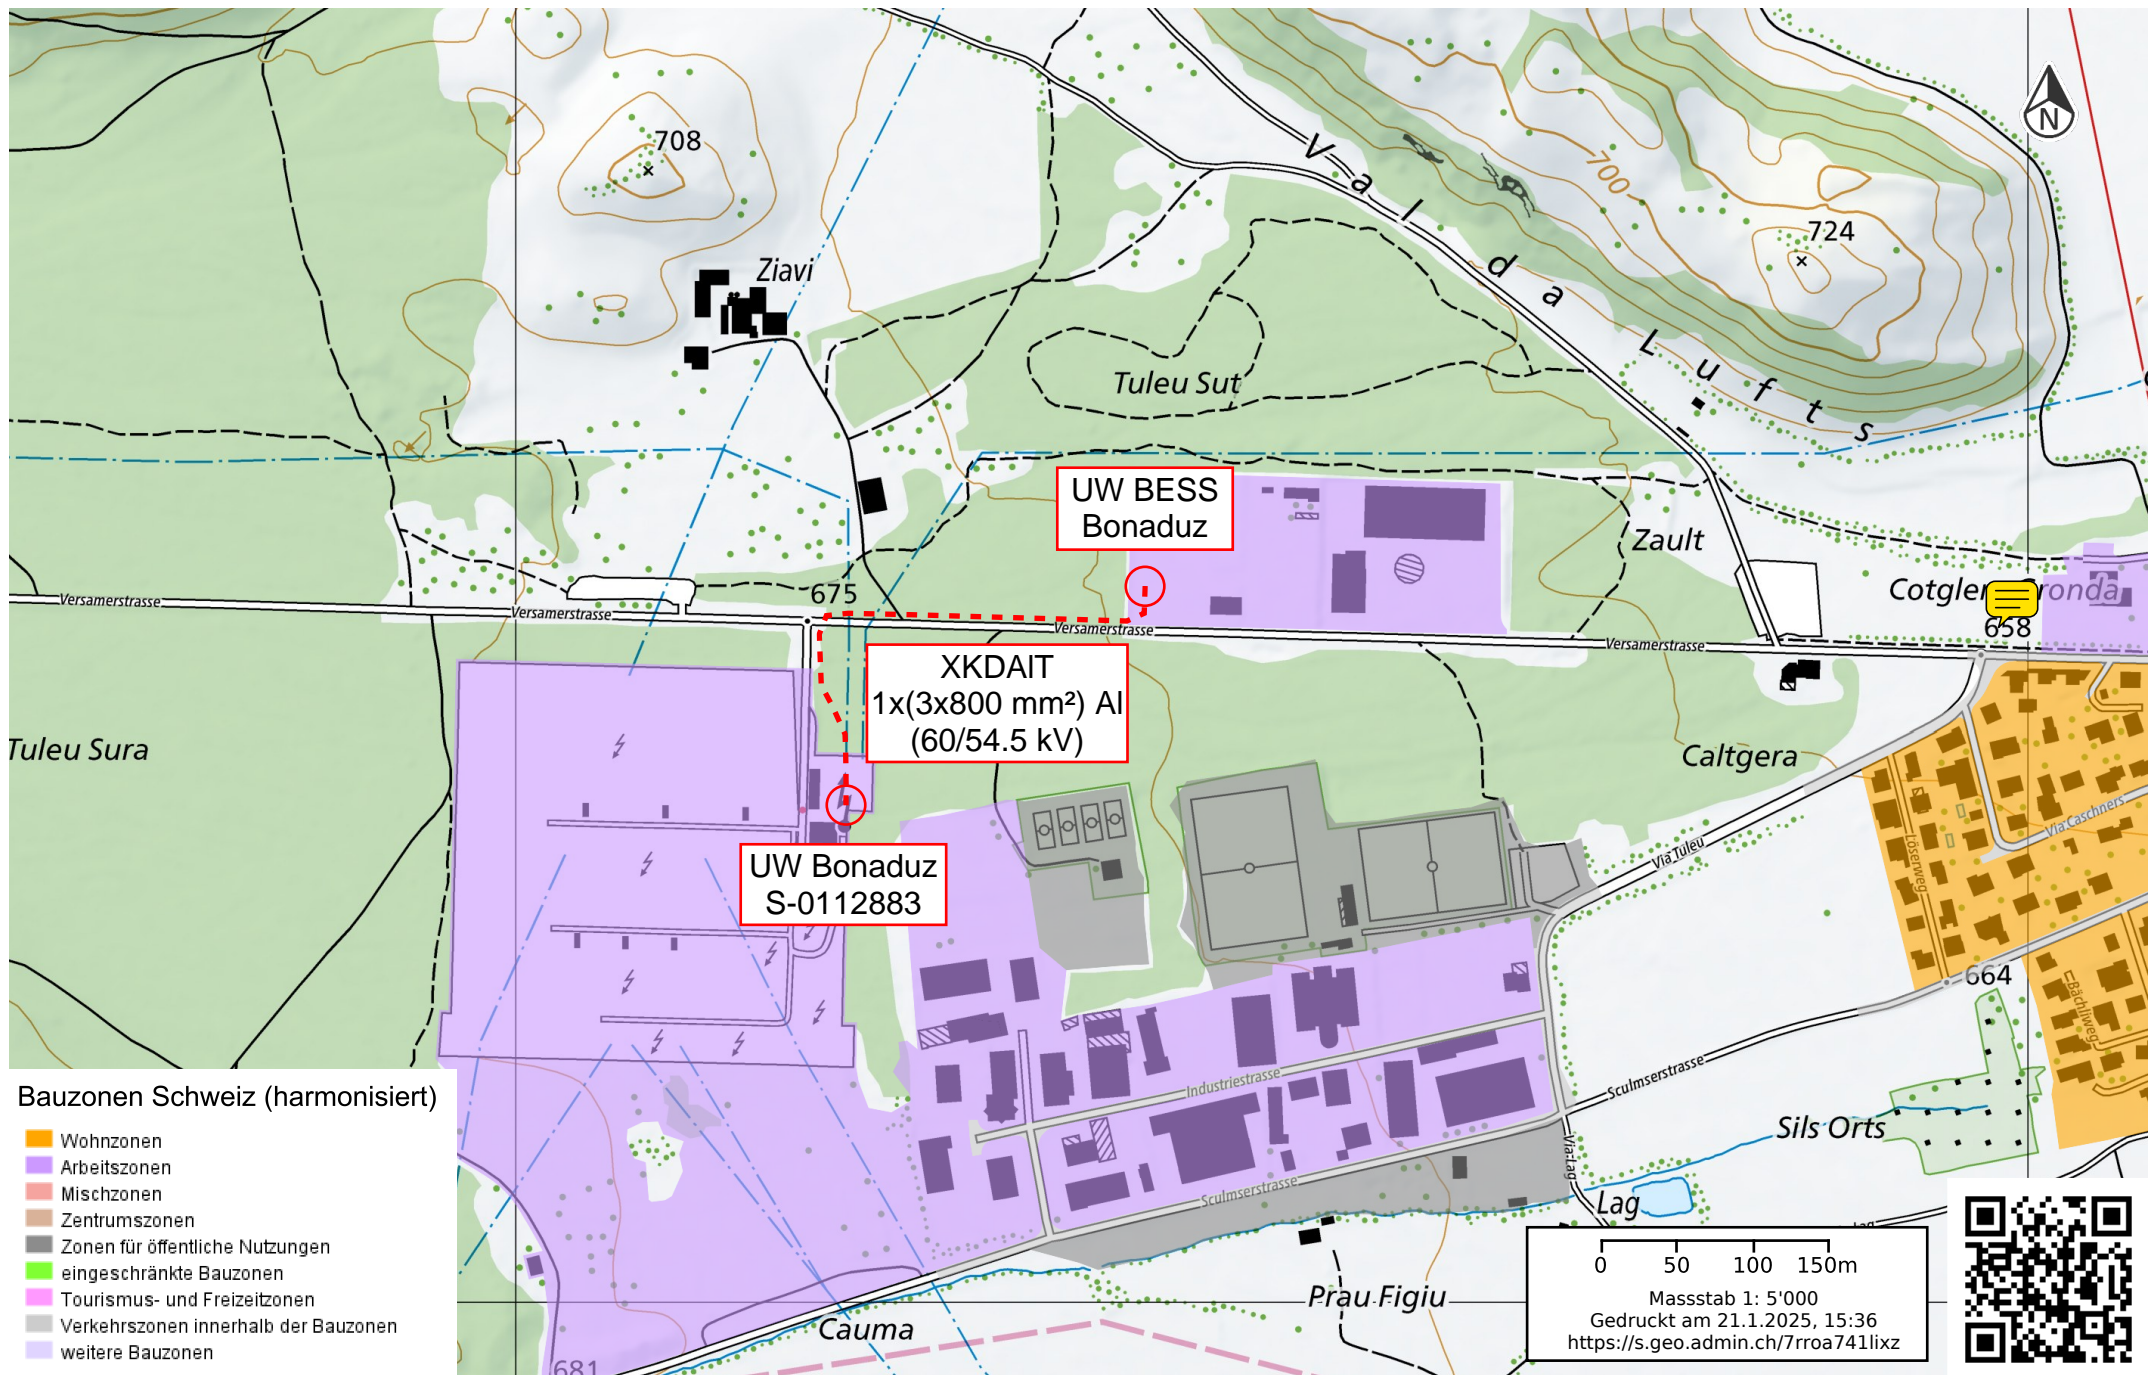 708
Ziavi
Val da Lufts
700
724
Tuleu Sut
N
UW BESS
Bonaduz
Zault
Cotgler Gronda
675
658
Versamerstrasse
Versamerstrasse
Versamerstrasse
Versamerstrasse
XKDAlT
1x(3x800 mm²) Al
(60/54.5 kV)
Tuleu Sura
Caltgera
Via Caschners
Via Tuleu
Löserweg
UW Bonaduz
S-0112883
664
Bächliweg
Industriestrasse
Sculmserstrasse
Sculmserstrasse
Sils Orts
Via Lag
Lag
Prau Figiu
Cauma
681
Bauzonen Schweiz (harmonisiert)
Wohnzonen
Arbeitszonen
Mischzonen
Zentrumszonen
Zonen für öffentliche Nutzungen
eingeschränkte Bauzonen
Tourismus- und Freizeitzonen
Verkehrszonen innerhalb der Bauzonen
weitere Bauzonen
0 50 100 150m
Massstab 1: 5'000
Gedruckt am 21.1.2025, 15:36
https://s.geo.admin.ch/7rroa741lixz